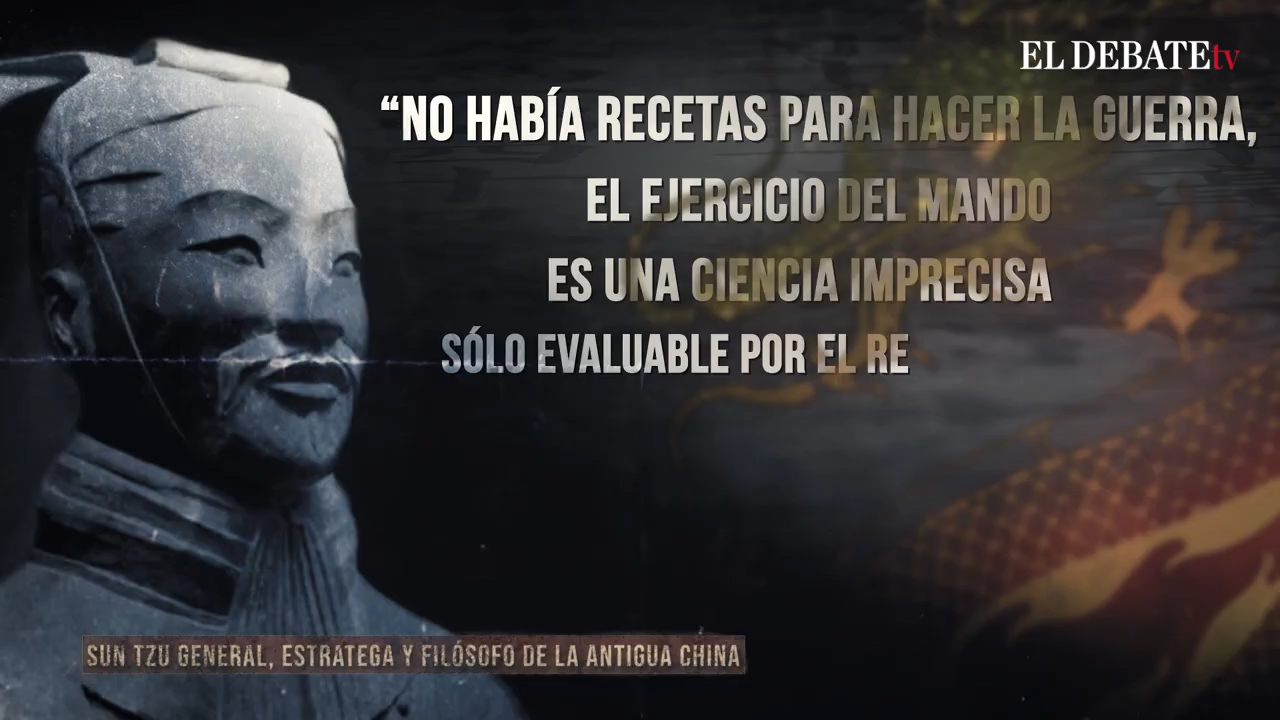 EL DEBATEtv
“NO HABÍA RECETAS PARA HACER LA GUERRA,
EL EJERCICIO DEL MANDO
ES UNA CIENCIA IMPRECISA
SÓLO EVALUABLE POR EL RE
SUN TZU GENERAL, ESTRATEGA Y FILÓSOFO DE LA ANTIGUA CHINA